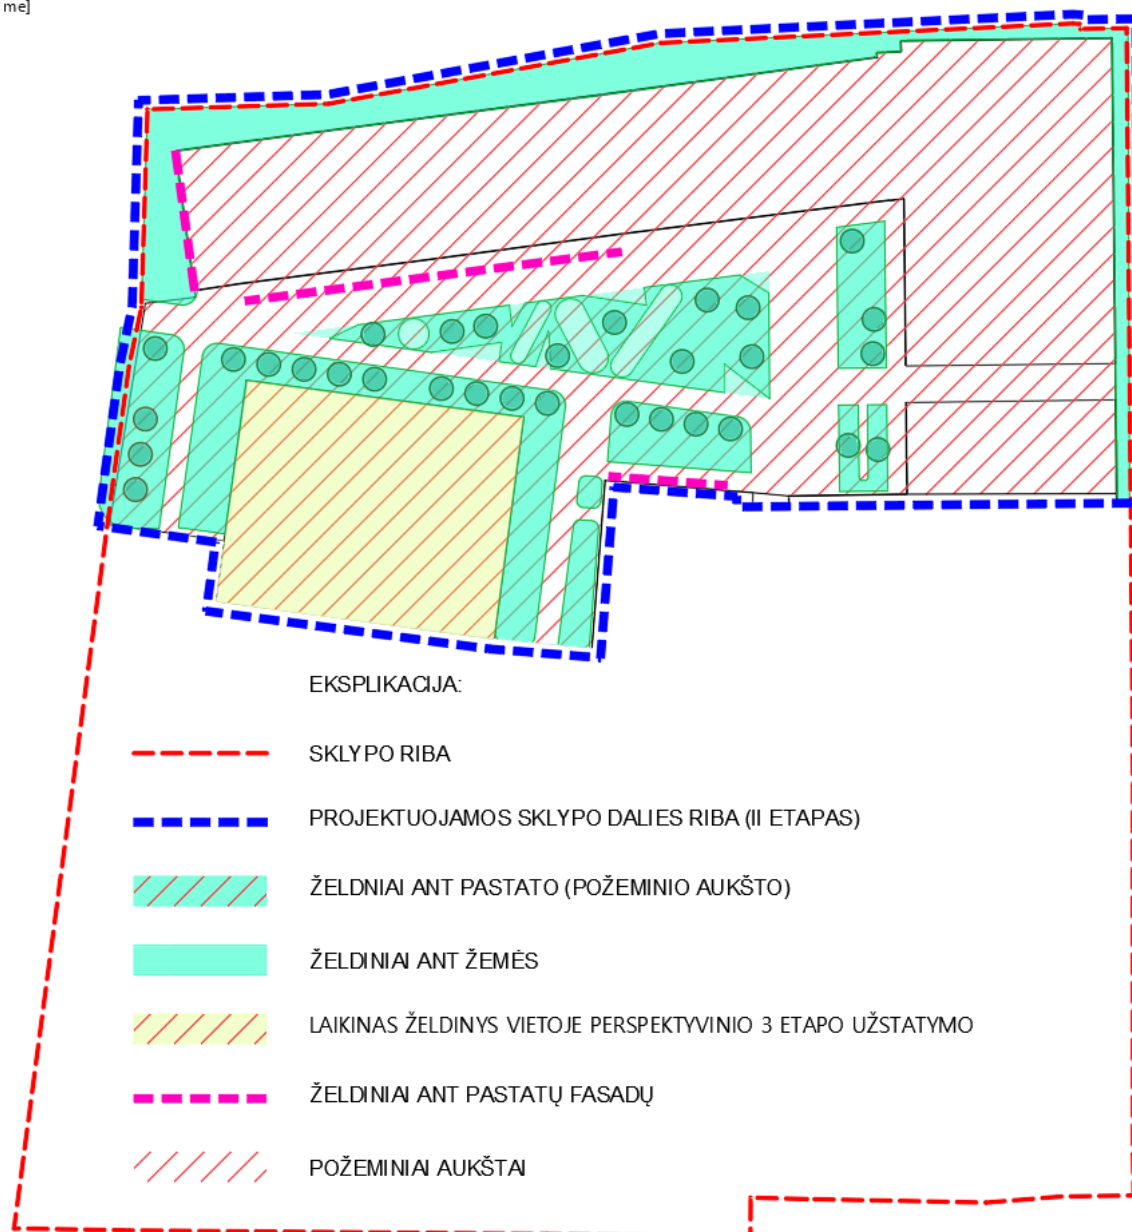 me]
EKSPLIKACIJA:
SKLYPO RIBA
PROJEKTUOJAMOS SKLYPO DALIES RIBA (II ETAPAS)
ŽELDNIAI ANT PASTATO (POŽEMINIO AUKŠTO)
ŽELDINIAI ANT ŽEMĖS
LAIKINAS ŽELDINYS VIETOJE PERSPEKTYVINIO 3 ETAPO UŽSTATYMO
ŽELDINIAI ANT PASTATŲ FASADŲ
POŽEMINIAI AUKŠTAI